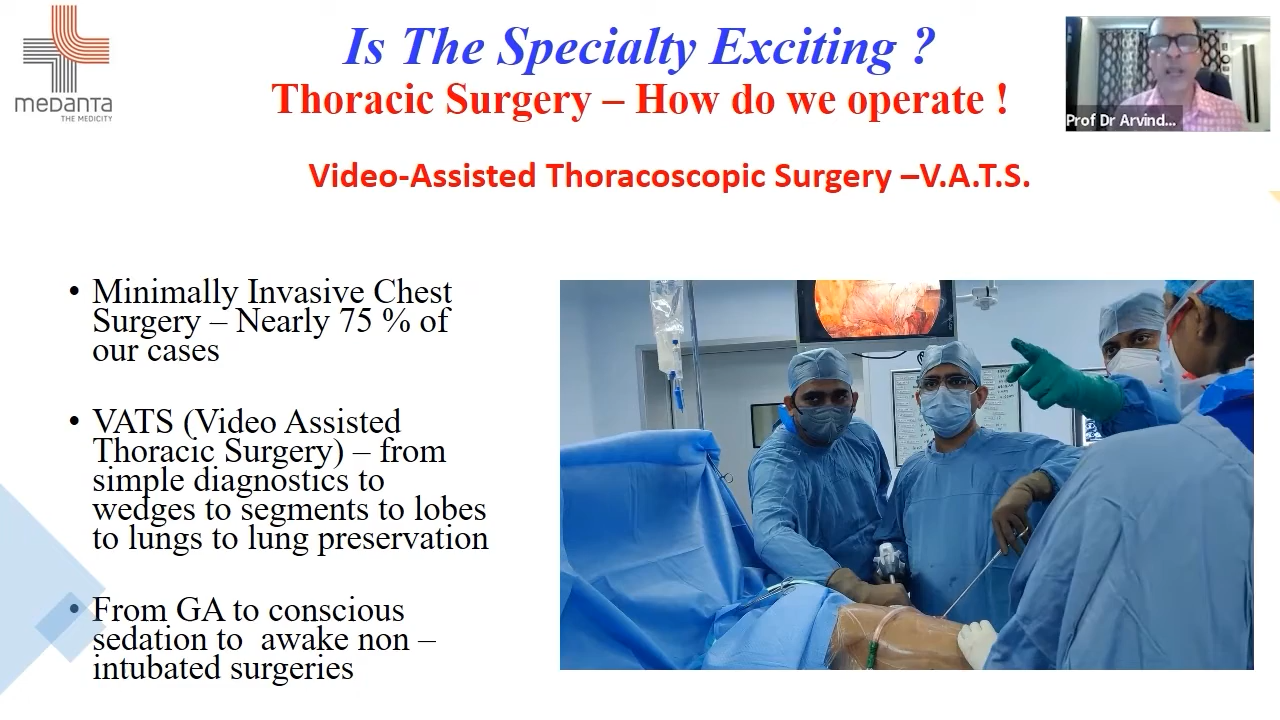 medanta
THE MEDICITY
Is The Specialty Exciting ?
Thoracic Surgery – How do we operate !
Prof Dr Arvind...
Video-Assisted Thoracoscopic Surgery –V.A.T.S.
• Minimally Invasive Chest
Surgery – Nearly 75 % of
our cases
• VATS (Video Assisted
Thoracic Surgery) – from
simple diagnostics to
wedges to segments to lobes
to lungs to lung preservation
• From GA to conscious
sedation to awake non –
intubated surgeries